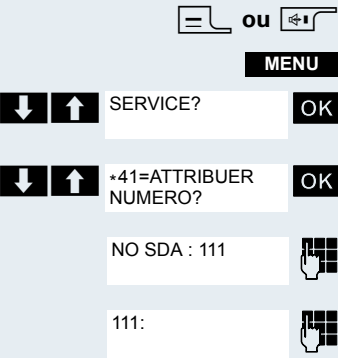 ou
MENU
SERVICE?
OK
*41=ATTRIBUER
NUMERO?
OK
NO SDA : 111
111: